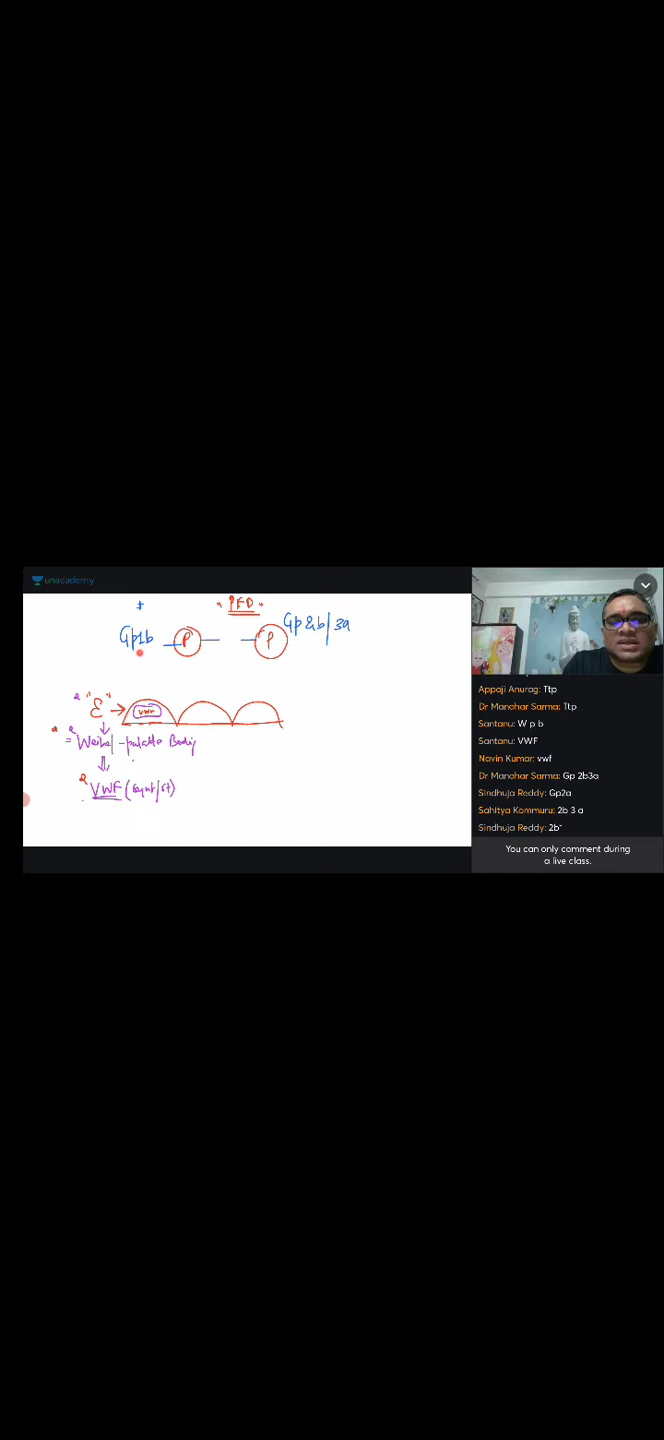 unacademy
+
" PFD "
Gp1b
P
P
Gp2b/3a
"E"
VWF
= Weibel-palade Body
VWF (synt/st)
Appaji Anurag: Ttp
Dr Manohar Sarma: Ttp
Santanu: W p b
Santanu: VWF
Navin Kumar: vwf
Dr Manohar Sarma: Gp 2b3a
Sindhuja Reddy: Gp2a
Sahitya Kommuru: 2b 3 a
Sindhuja Reddy: 2b
You can only comment during
a live class.